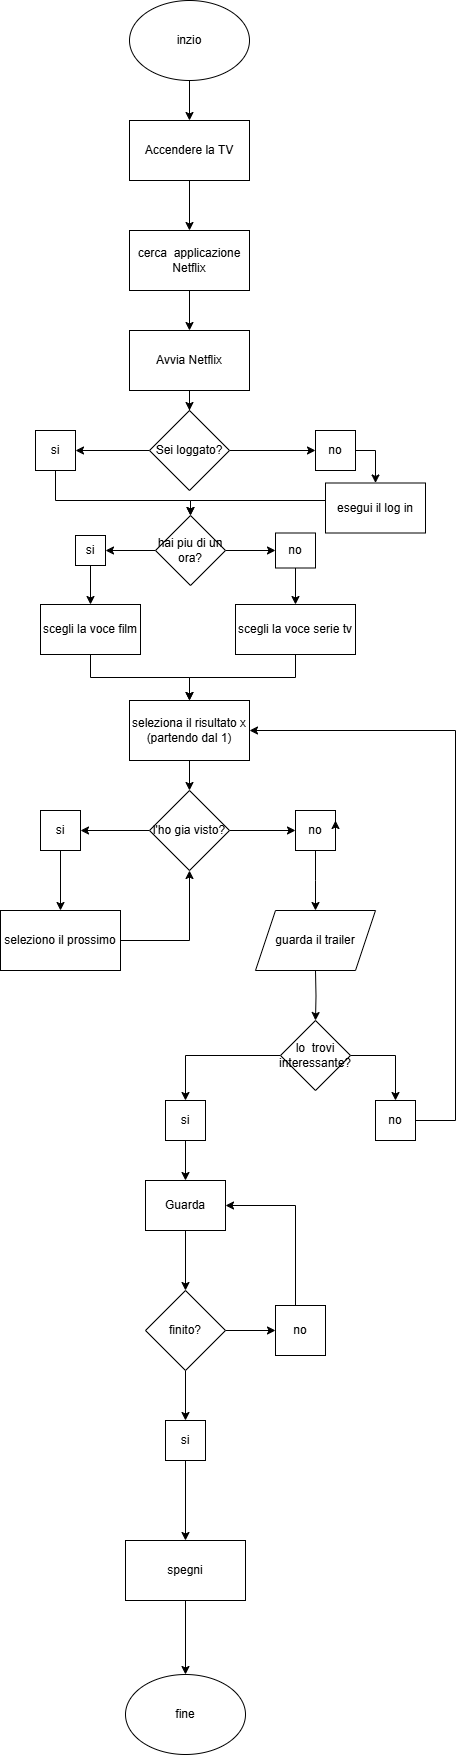 inzio
Accendere la TV
cerca applicazione
Netflix
Avvia Netflix
si
Sei loggato?
no
esegui il log in
si
hai piu di un
ora?
no
scegli la voce film
scegli la voce serie tv
seleziona il risultato x
(partendo dal 1)
si
l'ho gia visto?
no
seleziono il prossimo
guarda il trailer
lo trovi
interessante?
si
no
Guarda
finito?
no
si
spegni
fine